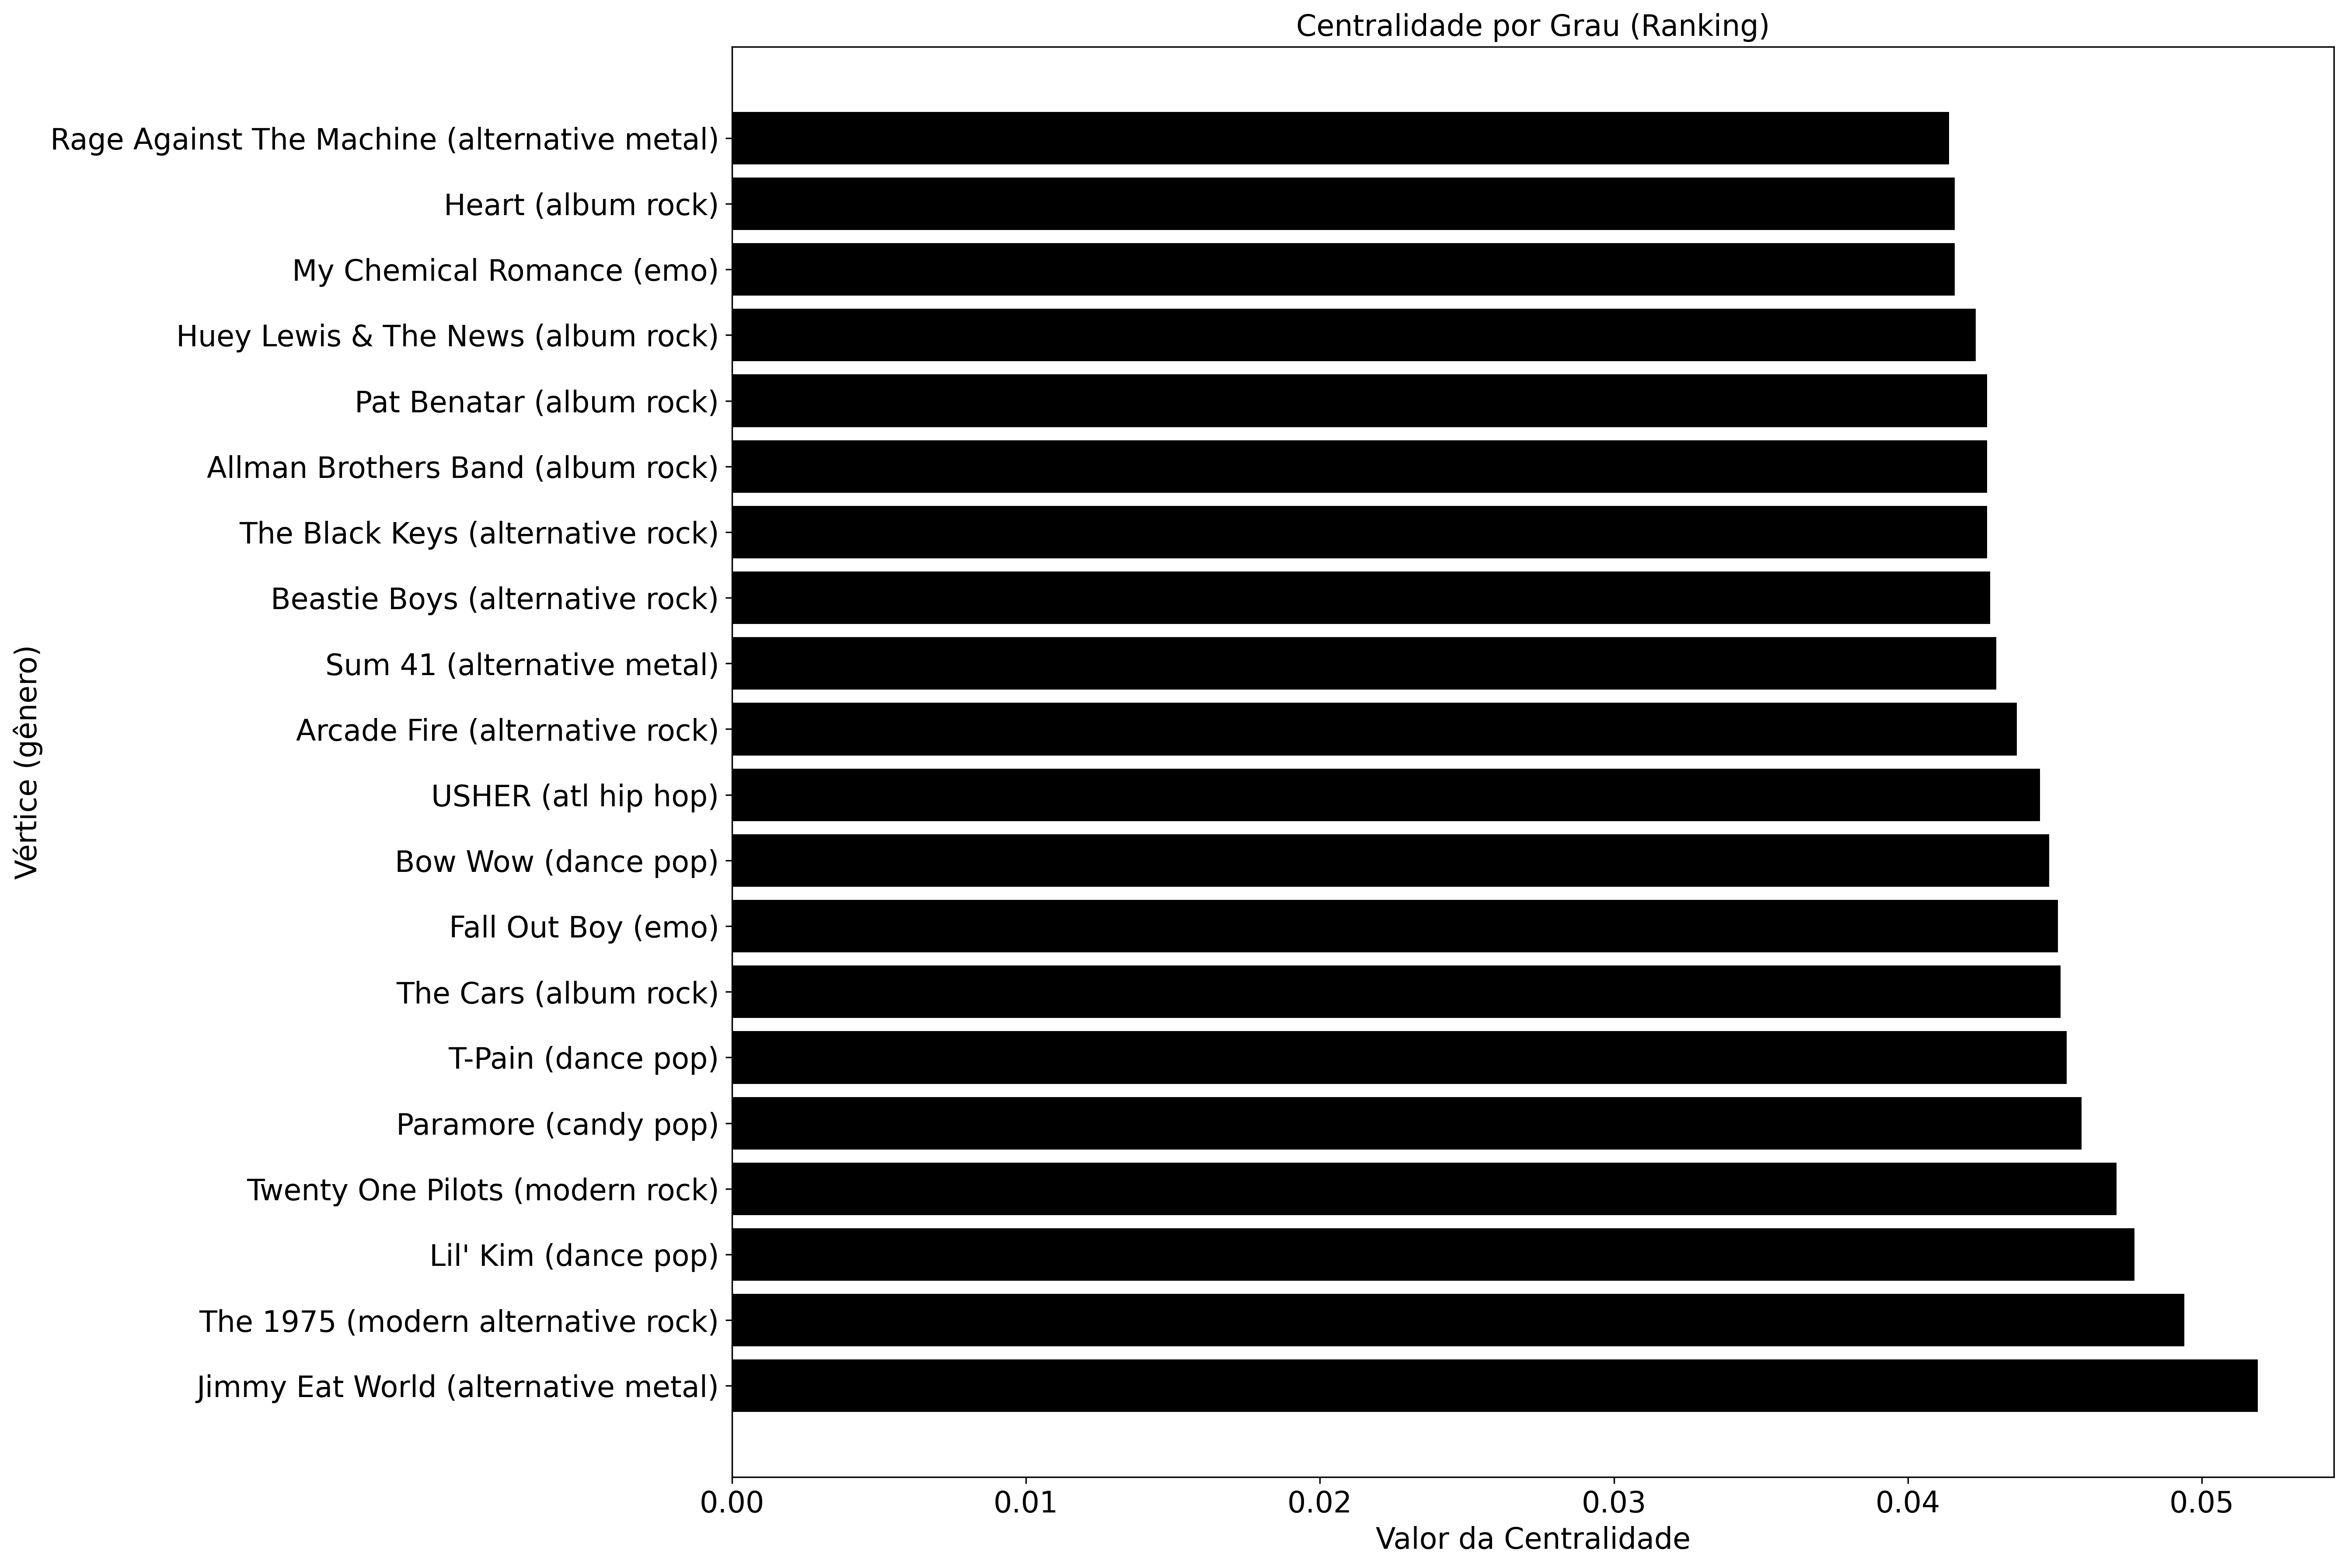 Centralidade por Grau (Ranking)
Vértice (gênero)
Rage Against The Machine (alternative metal)
Heart (album rock)
My Chemical Romance (emo)
Huey Lewis & The News (album rock)
Pat Benatar (album rock)
Allman Brothers Band (album rock)
The Black Keys (alternative rock)
Beastie Boys (alternative rock)
Sum 41 (alternative metal)
Arcade Fire (alternative rock)
USHER (atl hip hop)
Bow Wow (dance pop)
Fall Out Boy (emo)
The Cars (album rock)
T-Pain (dance pop)
Paramore (candy pop)
Twenty One Pilots (modern rock)
Lil' Kim (dance pop)
The 1975 (modern alternative rock)
Jimmy Eat World (alternative metal)
0.00 0.01 0.02 0.03 0.04 0.05
Valor da Centralidade